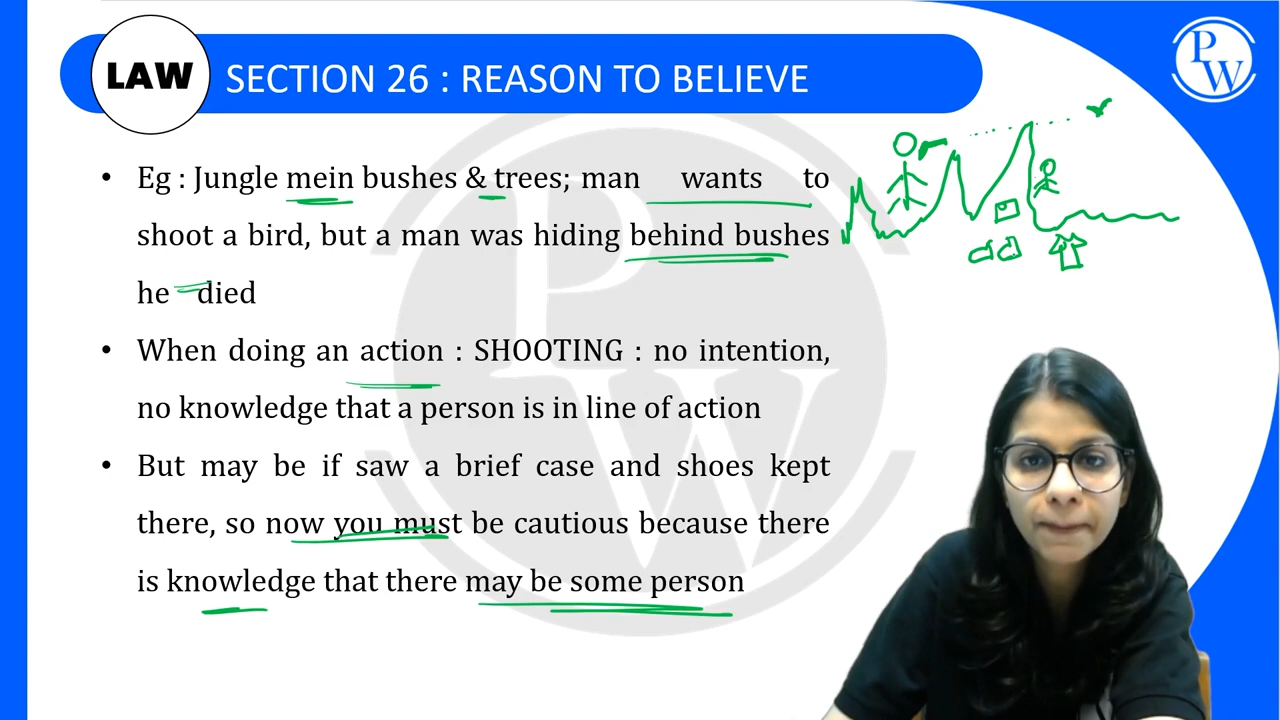 LAW
SECTION 26 : REASON TO BELIEVE
PW
• Eg : Jungle mein bushes & trees; man wants to
shoot a bird, but a man was hiding behind bushes
he died
• When doing an action : SHOOTING : no intention,
no knowledge that a person is in line of action
• But may be if saw a brief case and shoes kept
there, so now you must be cautious because there
is knowledge that there may be some person
PW